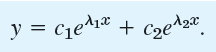 y = c₁e^{λ₁x} + c₂e^{λ₂x}.